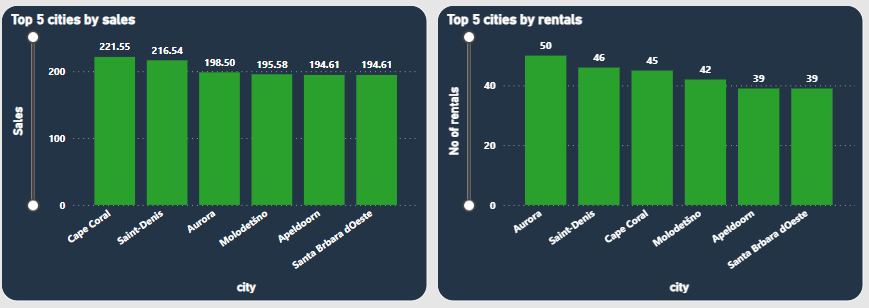 Top 5 cities by sales
221.55
216.54
198.50
195.58
194.61
194.61
200
100
0
Sales
Cape Coral
Saint-Denis
Aurora
Molodetšno
Apeldoorn
Santa Brbara dOeste
city
Top 5 cities by rentals
50
46
45
42
39
39
40
20
0
No of rentals
Aurora
Saint-Denis
Cape Coral
Molodetšno
Apeldoorn
Santa Brbara dOeste
city